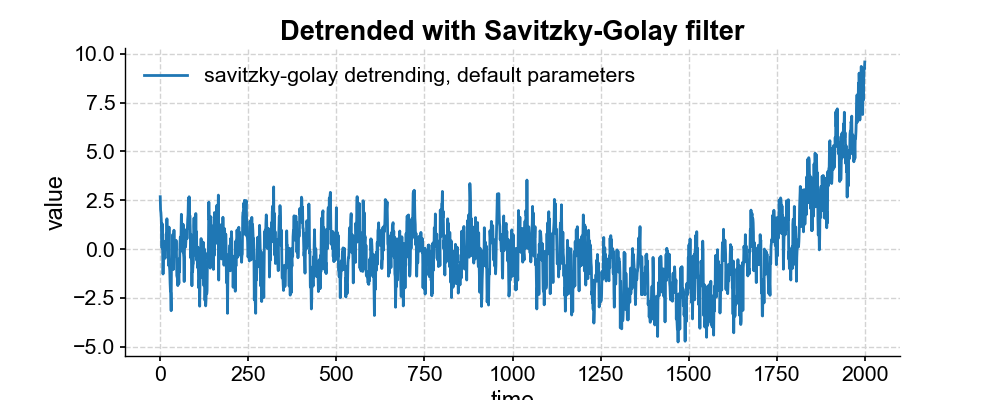 Detrended with Savitzky-Golay filter
savitzky-golay detrending, default parameters
10.0
7.5
5.0
2.5
0.0
−2.5
−5.0
value
0 250 500 750 1000 1250 1500 1750 2000
time